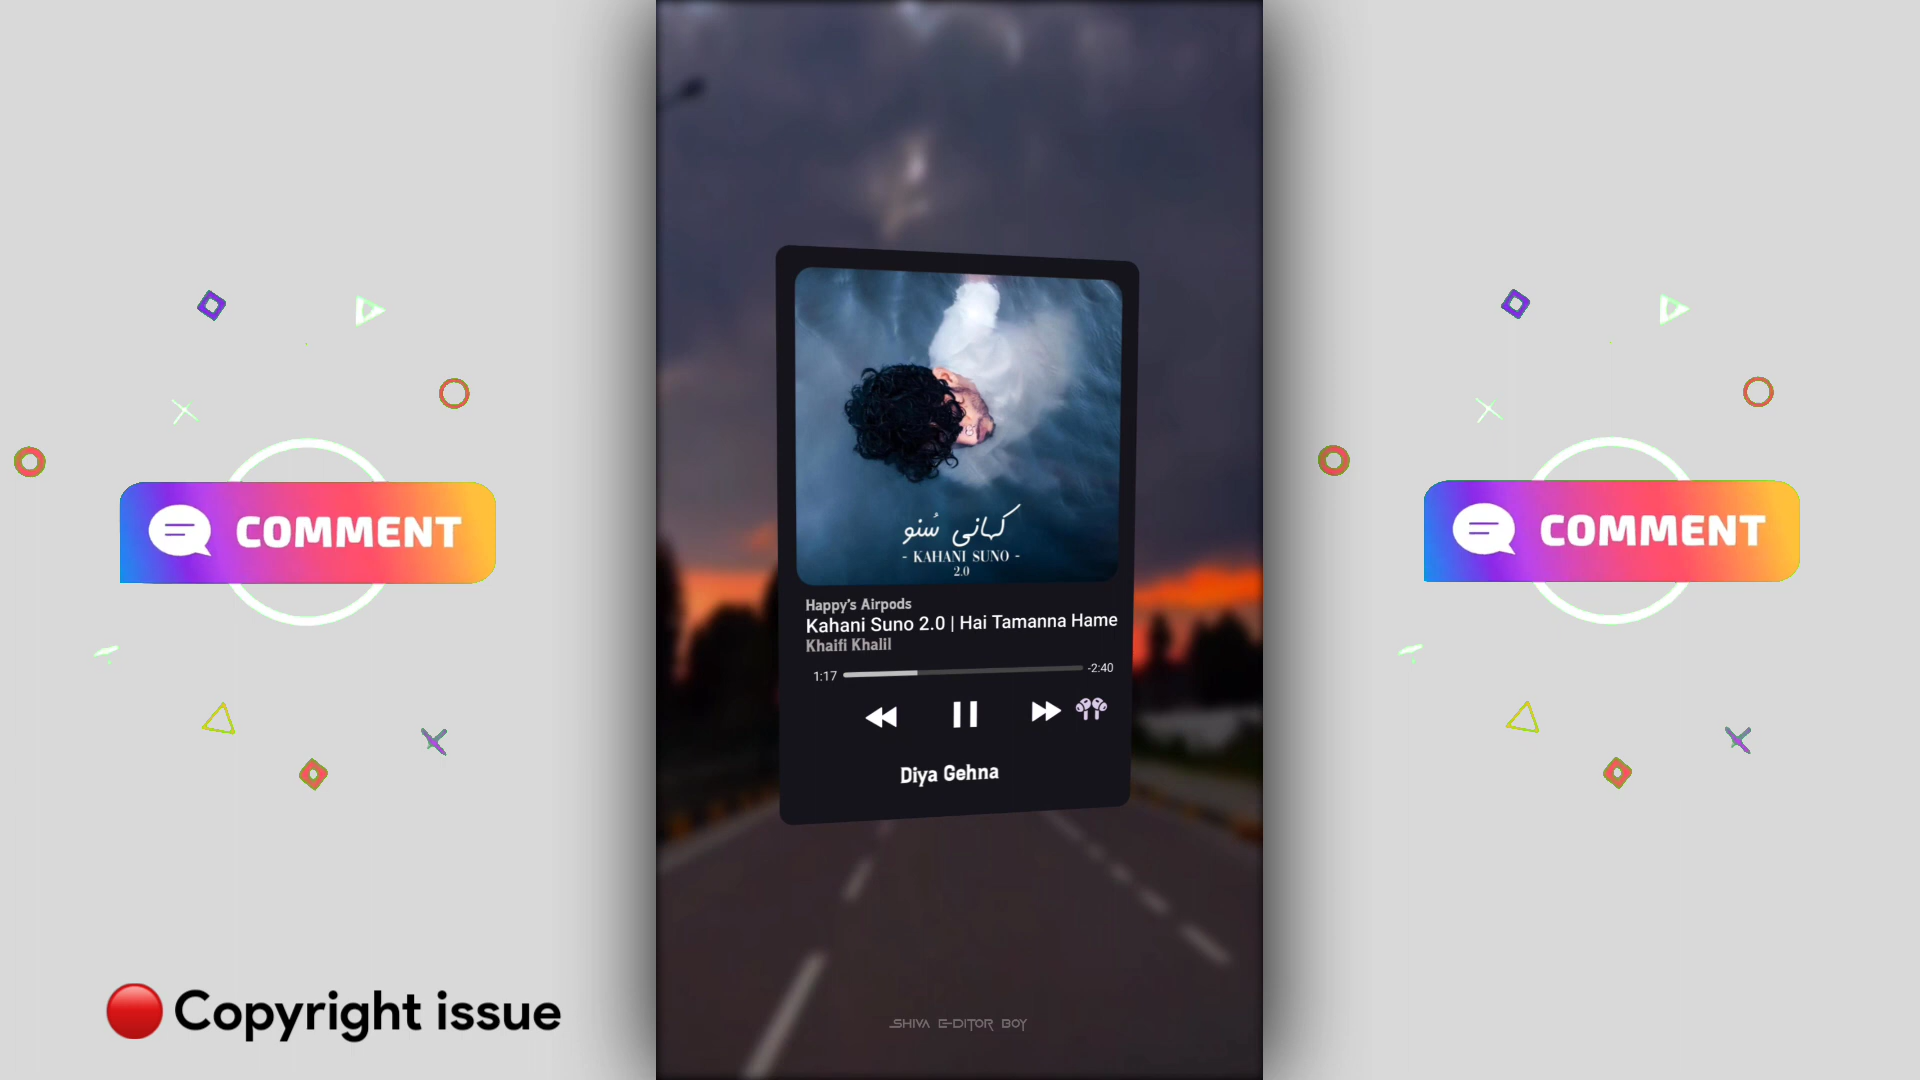 COMMENT
COMMENT
کہانی سُنو
- KAHANI SUNO -
2.0
Happy's Airpods
Kahani Suno 2.0 | Hai Tamanna Hame
Khaifi Khalil
1:17
-2:40
Diya Gehna
Copyright issue
SHIVA E-DITOR BOY